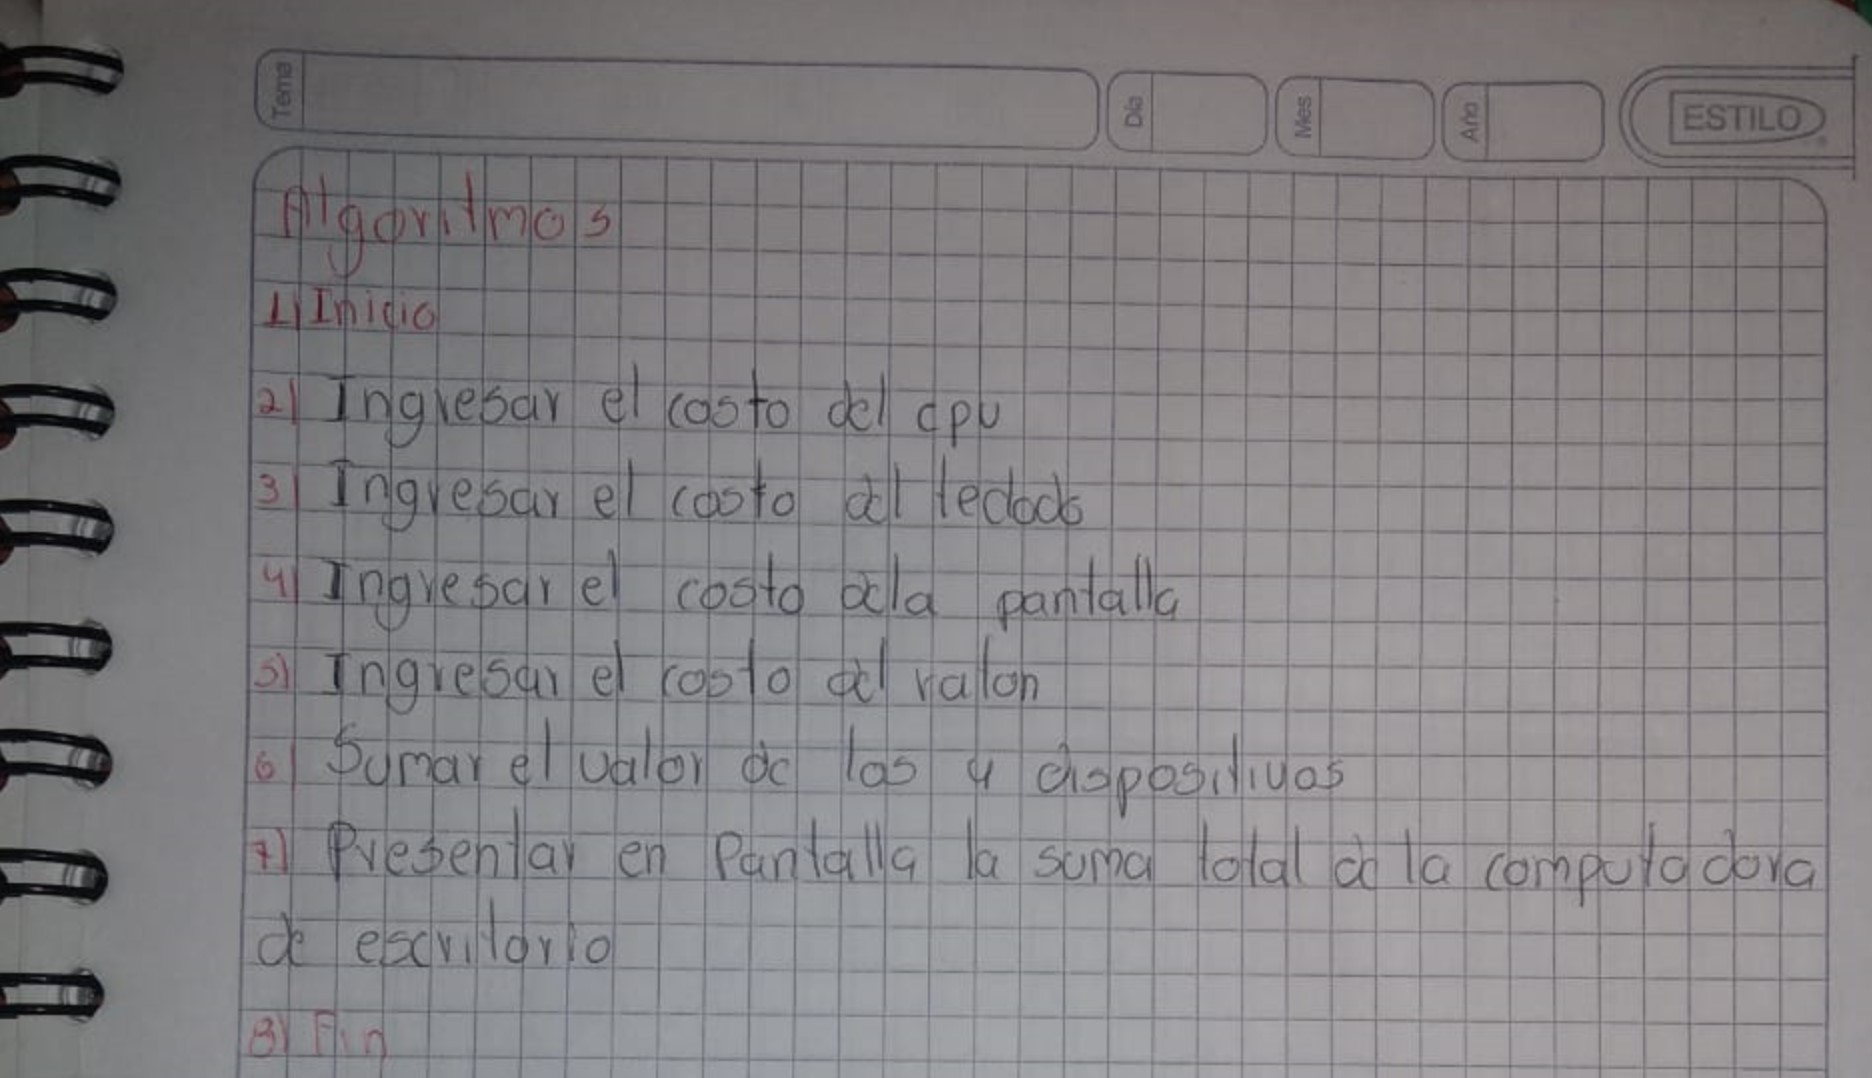 Tema
Dia
Mes
Año
ESTILO
Algoritmos
1) Inicio
2) Ingresar el costo del cpu
3) Ingresar el costo del teclado
4) Ingresar el costo de la pantalla
5) Ingresar el costo del raton
6) Sumar el valor de los 4 dispositivos
7) Presentar en Pantalla la suma total de la computadora
de escritorio
8) Fin